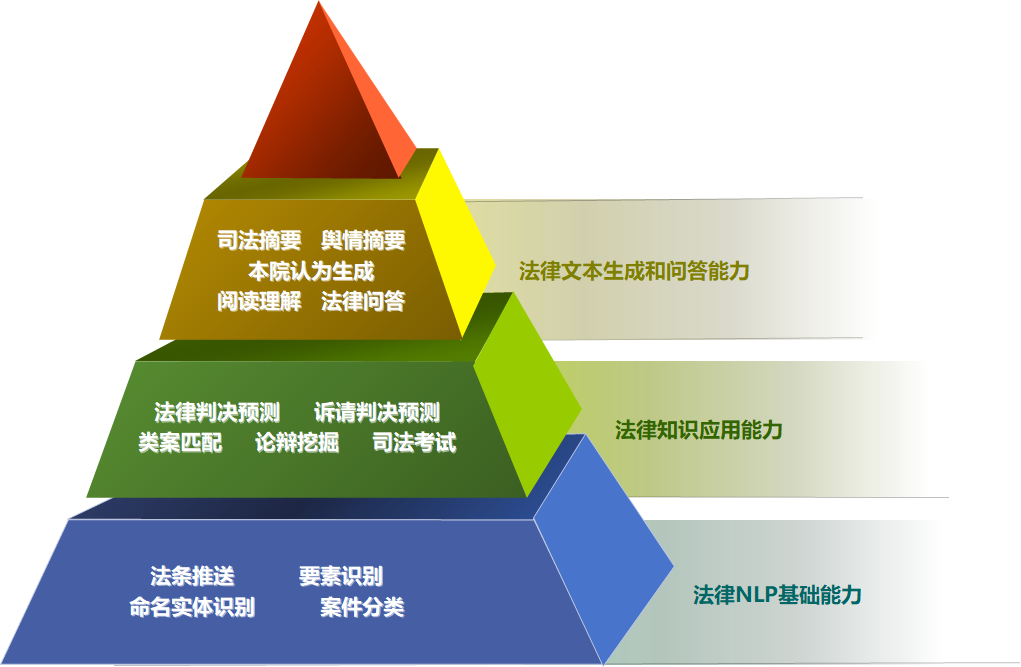 司法摘要 舆情摘要
本院认为生成
阅读理解 法律问答
法律文本生成和问答能力
法律判决预测 诉请判决预测
类案匹配 论辩挖掘 司法考试
法律知识应用能力
法条推送 要素识别
命名实体识别 案件分类
法律NLP基础能力